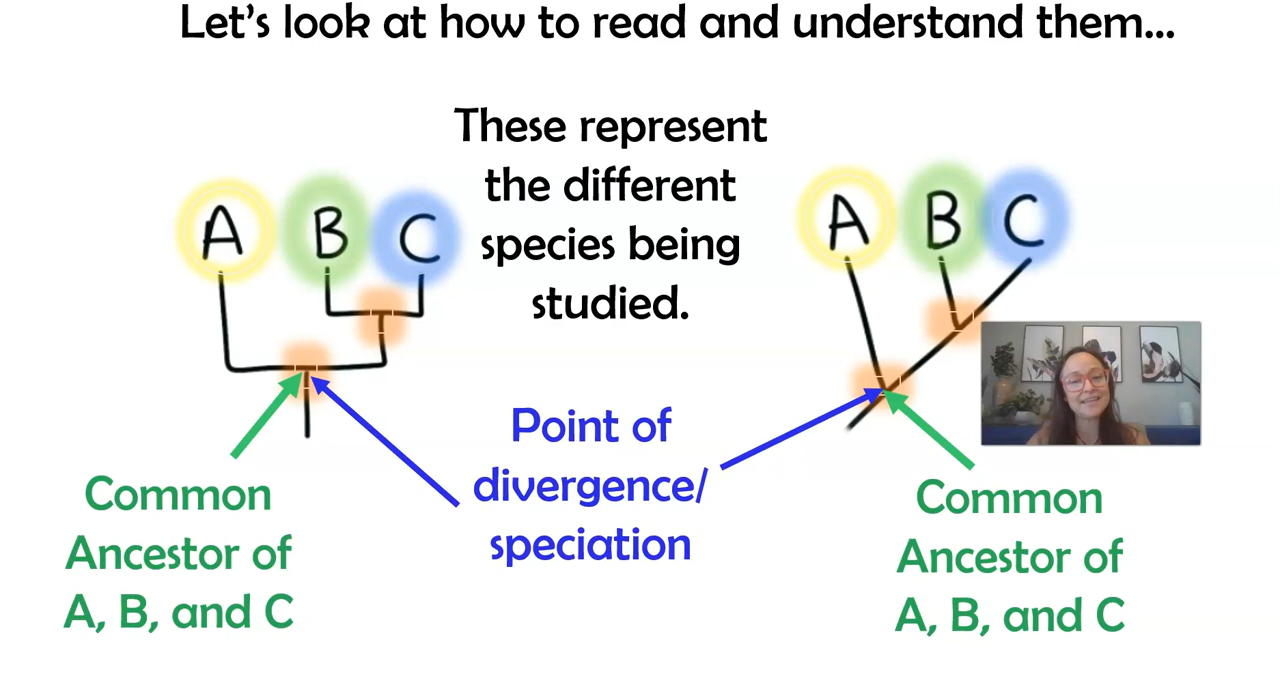 Let's look at how to read and understand them...
These represent
the different
species being
studied.
A B C
A B C
Point of
divergence/
speciation
Common
Ancestor of
A, B, and C
Common
Ancestor of
A, B, and C